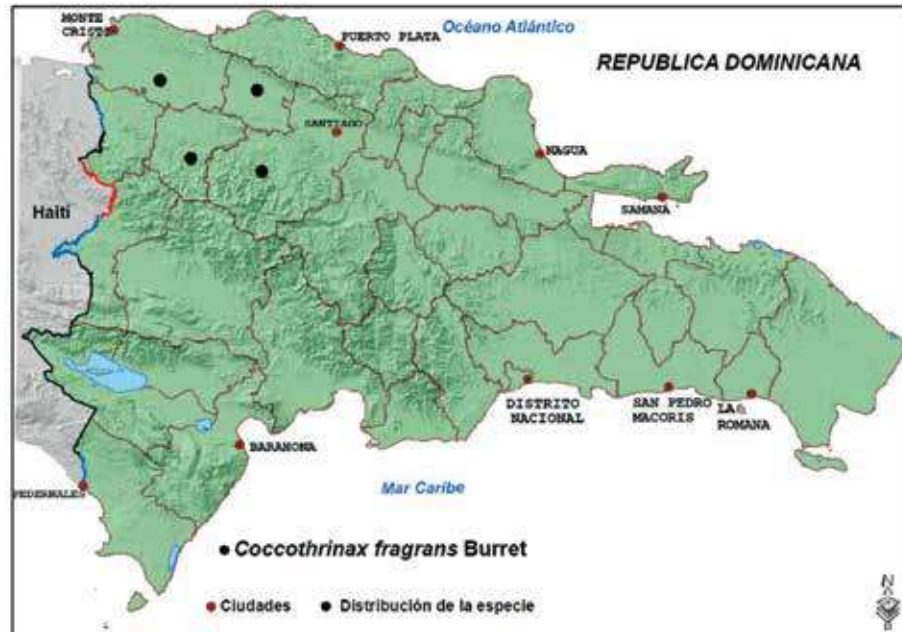 MONTE
CRISTI
PUERTO PLATA
Océano Atlántico
REPUBLICA DOMINICANA
SANTIAGO
NAGUA
SAMANA
Haití
DISTRITO
NACIONAL
SAN PEDRO
MACORIS
LA
ROMANA
BARAHONA
PEDERNALES
Mar Caribe
Coccothrinax fragrans Burret
Ciudades
Distribución de la especie
N